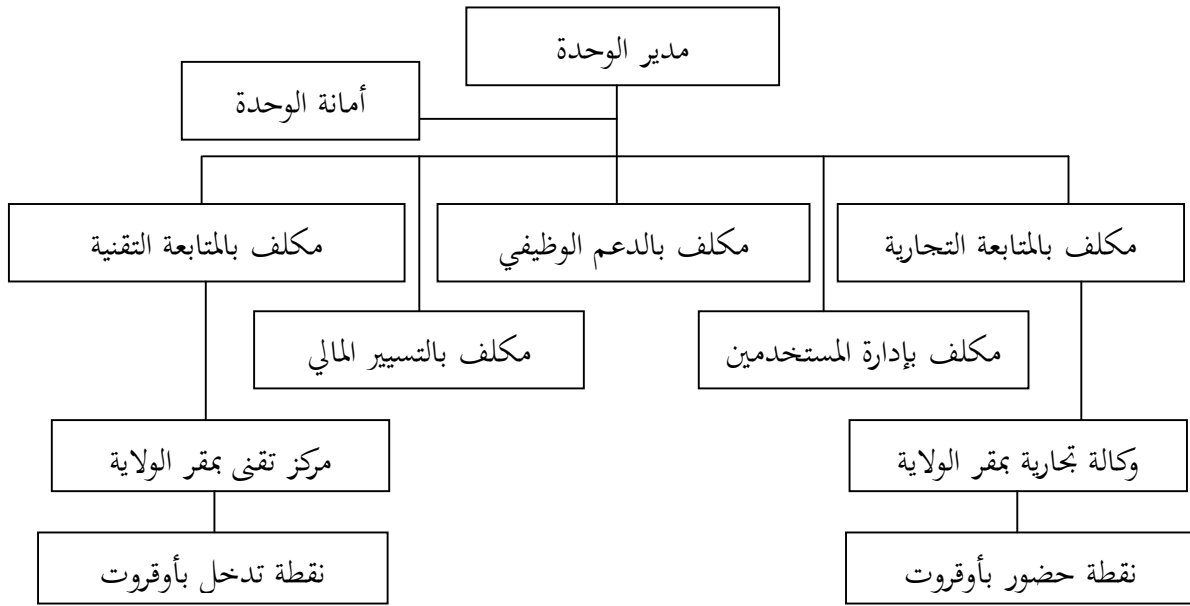 مدير الوحدة
أمانة الوحدة
مكلف بالمتابعة التجارية
مكلف بالدعم الوظيفي
مكلف بالمتابعة التقنية
مكلف بإدارة المستخدمين
مكلف بالتسيير المالي
وكالة تجارية بمقر الولاية
مركز تقنى بمقر الولاية
نقطة حضور بأوقروت
نقطة تدخل بأوقروت